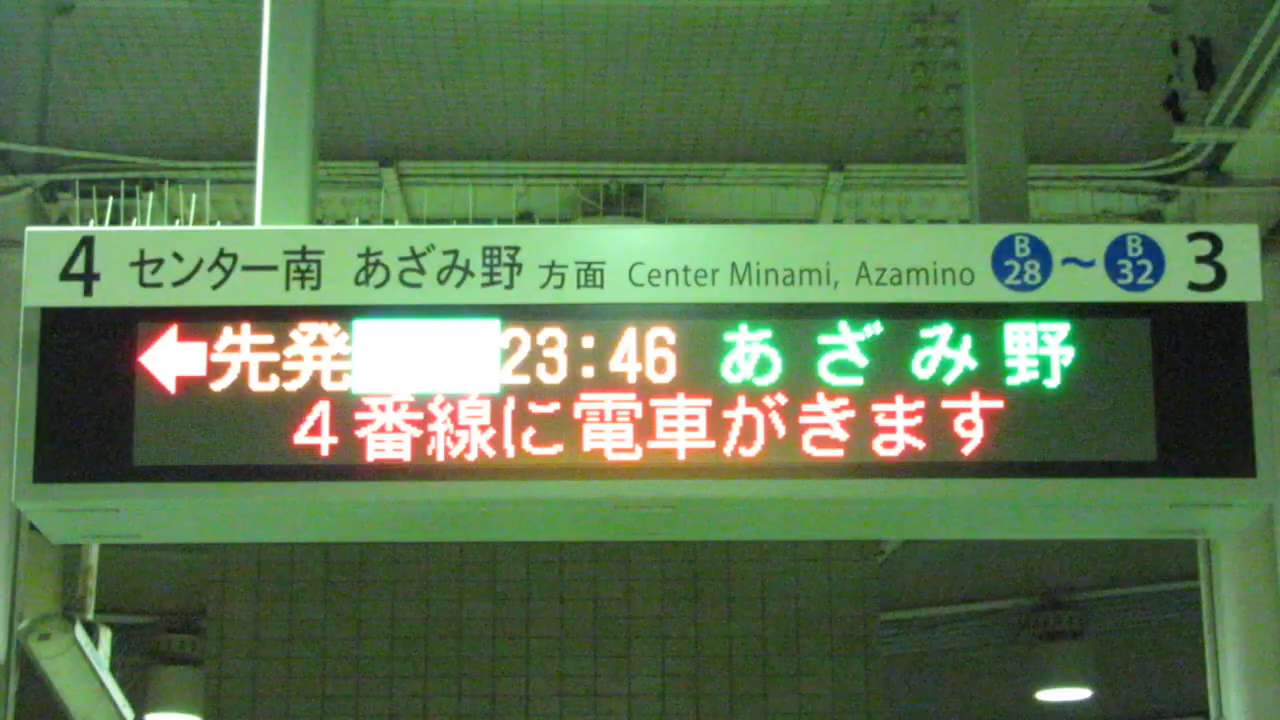 4 センター南 あざみ野 方面 Center Minami, Azamino B28 ~ B32 3
←先発 23:46 あざみ野
4番線に電車がきます